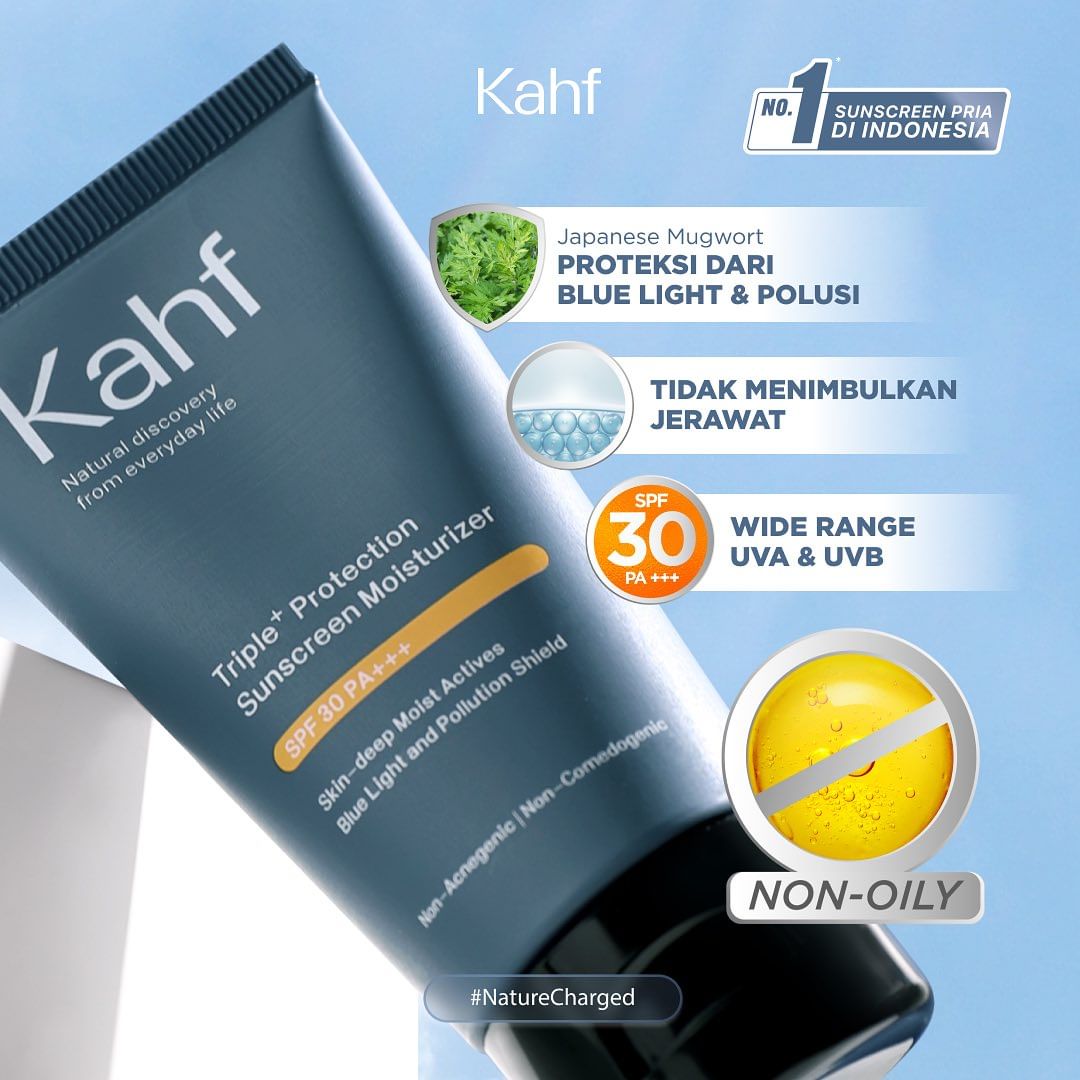 Kahf
NO. 1*
SUNSCREEN PRIA
DI INDONESIA
Japanese Mugwort
PROTEKSI DARI
BLUE LIGHT & POLUSI
TIDAK MENIMBULKAN
JERAWAT
SPF
30
PA +++
WIDE RANGE
UVA & UVB
NON-OILY
Kahf
Natural discovery
from everyday life
Triple+ Protection
Sunscreen Moisturizer
SPF 30 PA+++
Skin-deep Moist Actives
Blue Light and Pollution Shield
Non-Acnegenic | Non-Comedogenic
#NatureCharged